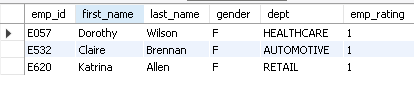 emp_id first_name last_name gender dept emp_rating
E057 Dorothy Wilson F HEALTHCARE 1
E532 Claire Brennan F AUTOMOTIVE 1
E620 Katrina Allen F RETAIL 1